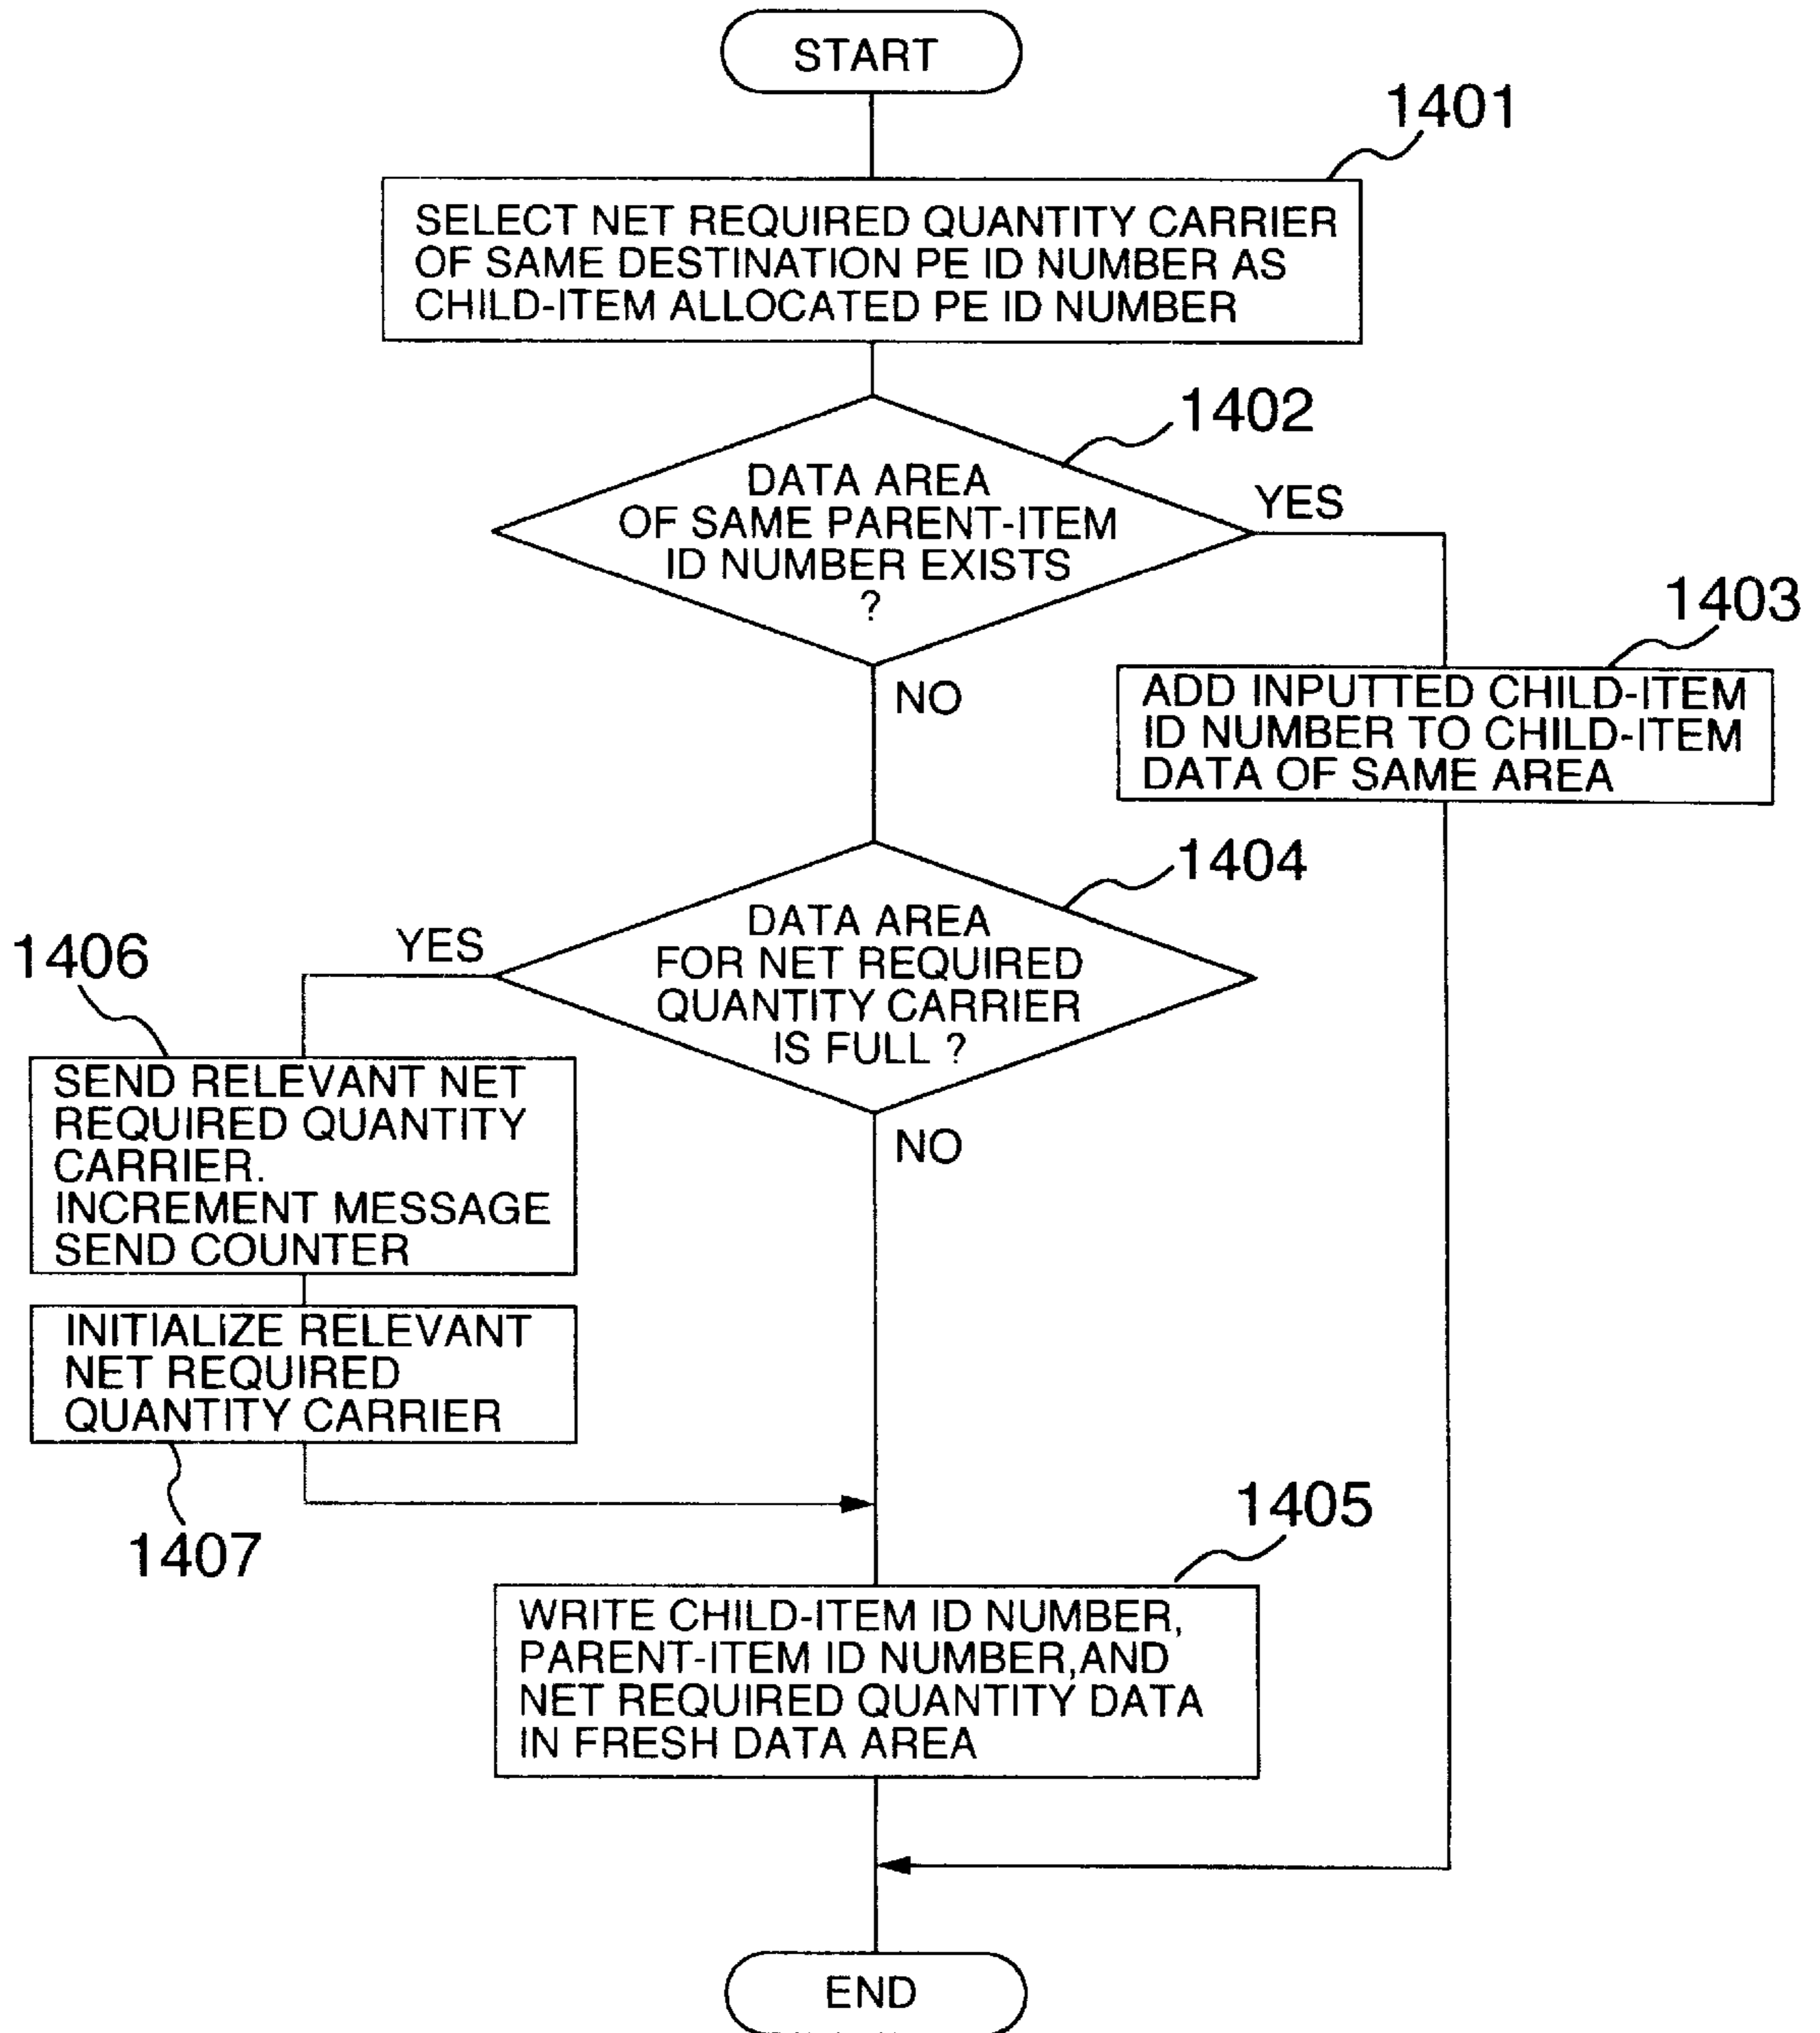 START
1401
SELECT NET REQUIRED QUANTITY CARRIER
OF SAME DESTINATION PE ID NUMBER AS
CHILD-ITEM ALLOCATED PE ID NUMBER
1402
DATA AREA
OF SAME PARENT-ITEM
ID NUMBER EXISTS
?
YES
NO
1403
ADD INPUTTED CHILD-ITEM
ID NUMBER TO CHILD-ITEM
DATA OF SAME AREA
1404
DATA AREA
FOR NET REQUIRED
QUANTITY CARRIER
IS FULL ?
YES
NO
1406
SEND RELEVANT NET
REQUIRED QUANTITY
CARRIER.
INCREMENT MESSAGE
SEND COUNTER
INITIALIZE RELEVANT
NET REQUIRED
QUANTITY CARRIER
1407
1405
WRITE CHILD-ITEM ID NUMBER,
PARENT-ITEM ID NUMBER,AND
NET REQUIRED QUANTITY DATA
IN FRESH DATA AREA
END